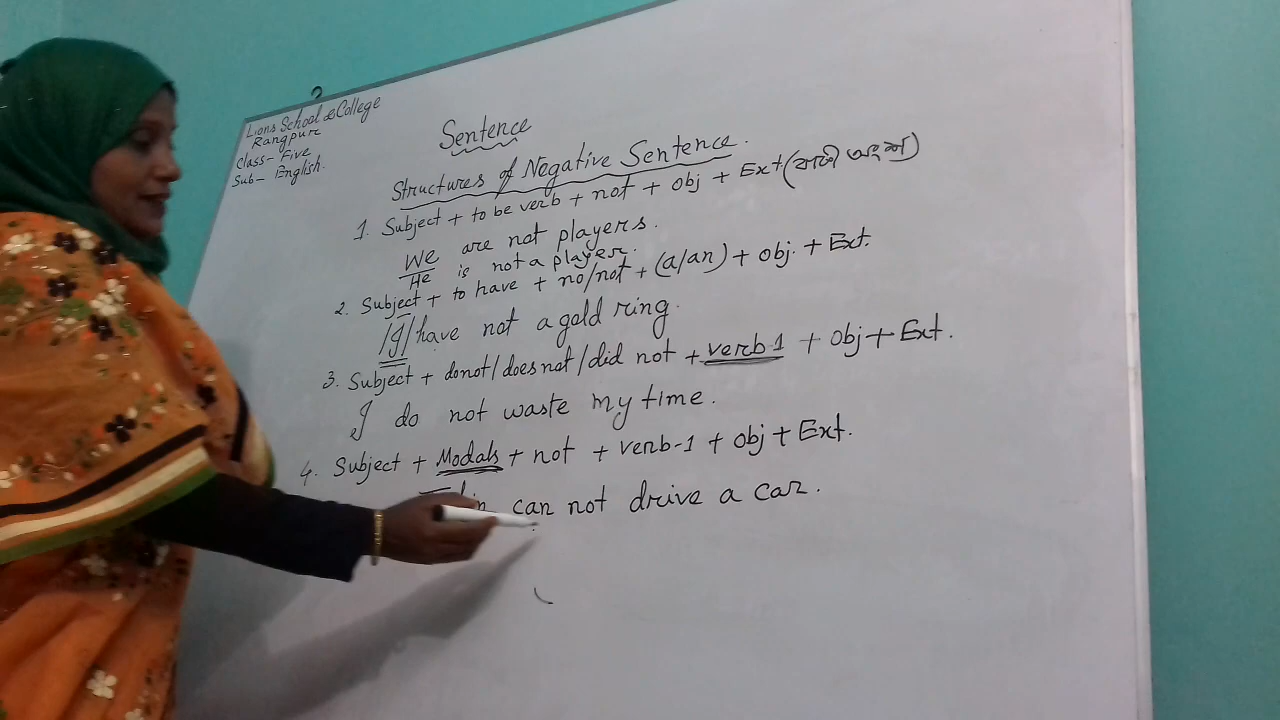 Lions School & College
Rangpur
Class- Five
Sub- English.
Sentence
Structures of Negative Sentence.
1. Subject + to be verb + not + obj + Ext (বাকী অংশ)
We are not players.
He is not a player.
2. Subject + to have + no/not + (a/an) + obj. + Ext.
/I/ have not a gold ring.
3. Subject + donot/does not/did not + verb-1 + obj + Ext.
I do not waste my time.
4. Subject + Modals + not + verb-1 + obj + Ext.
can not drive a car.